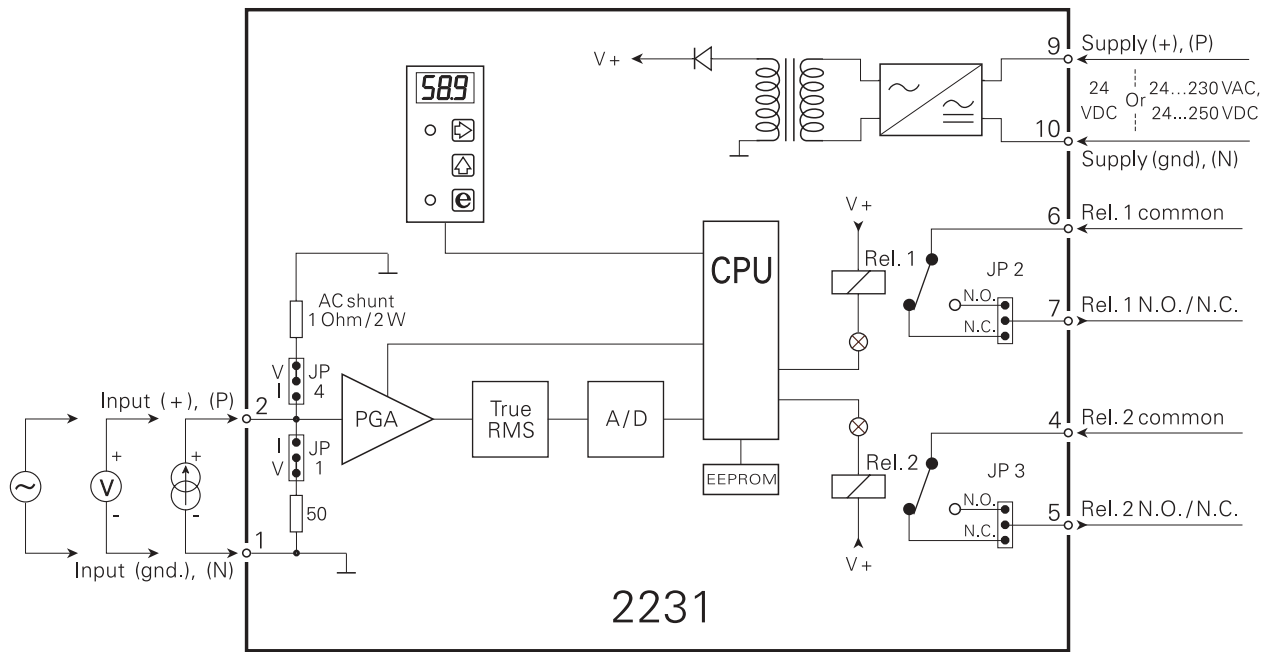 9
Supply (+), (P)
V+
58.9
24 VDC
Or
24...230 VAC,
24...250 VDC
10
Supply (gnd), (N)
e
V+
6
Rel. 1 common
CPU
Rel. 1
JP 2
N.O.
N.C.
7
Rel. 1 N.O./N.C.
AC shunt
1 Ohm/2 W
V
I
JP
4
Input (+), (P)
2
PGA
True
RMS
A/D
4
Rel. 2 common
I
V
JP
1
V
+
-
+
-
EEPROM
Rel. 2
JP 3
N.O.
N.C.
5
Rel. 2 N.O./N.C.
50
1
Input (gnd.), (N)
V+
2231